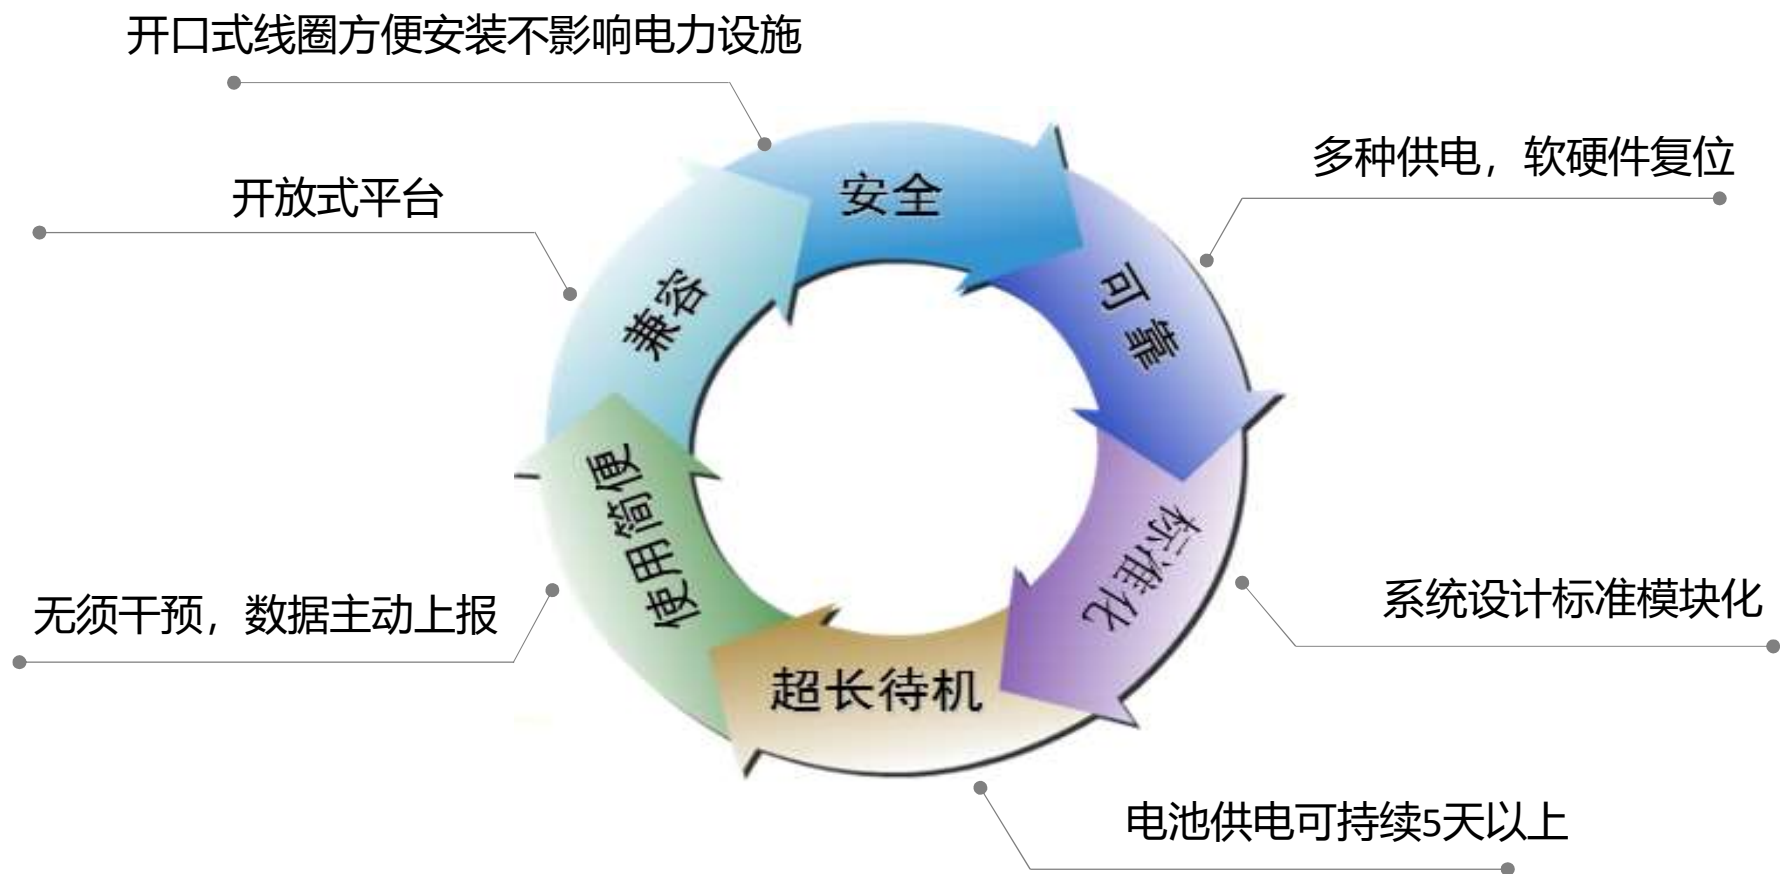 开口式线圈方便安装不影响电力设施
多种供电，软硬件复位
开放式平台
安全
可靠
兼容
标准化
使用简便
超长待机
无须干预，数据主动上报
系统设计标准模块化
电池供电可持续5天以上